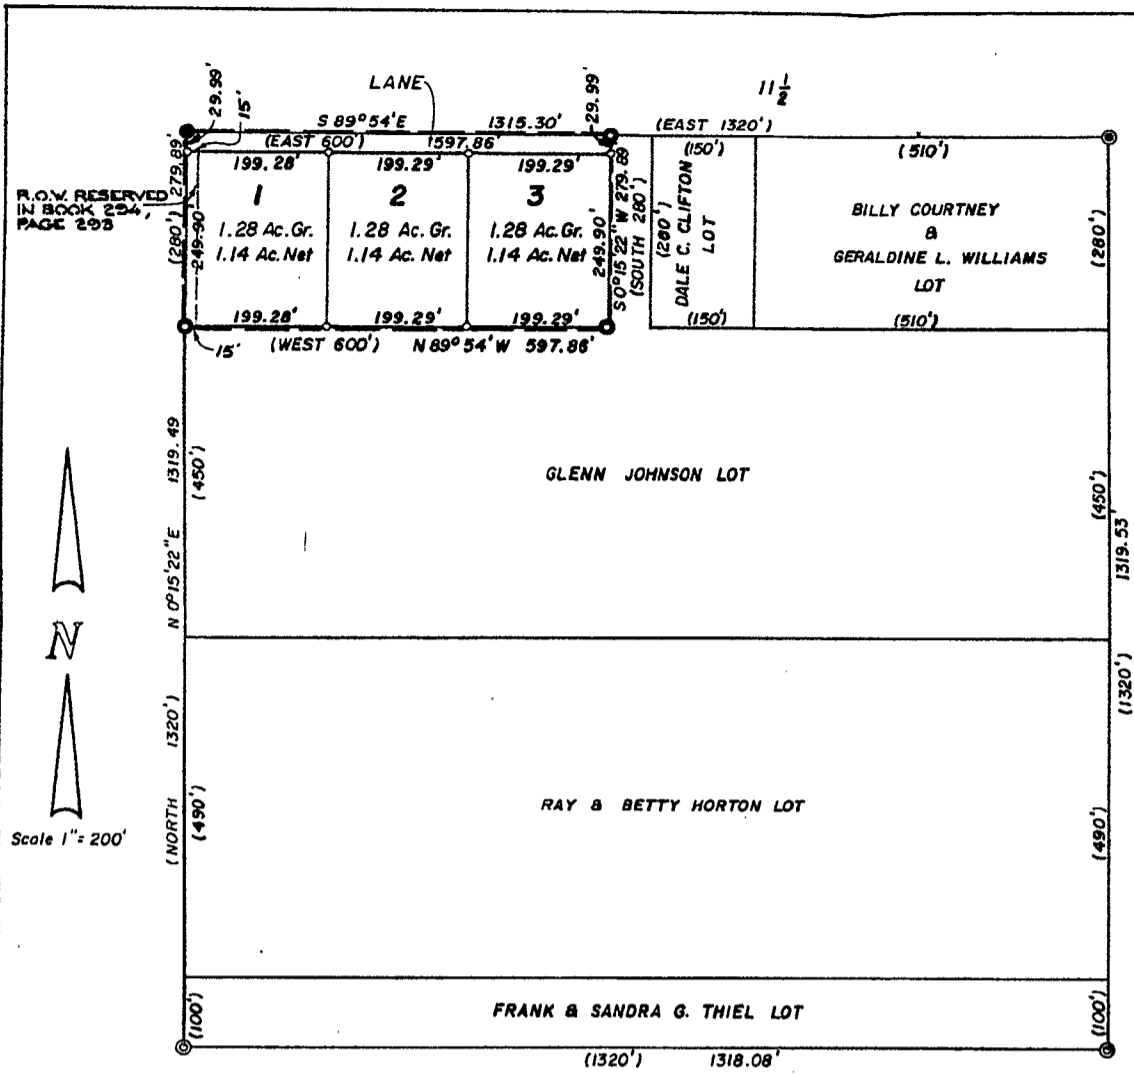 LANE
11 1/2
29.99'
15'
29.99'
S 89°54'E 1315.30'
(EAST 1320')
(EAST 600') 597.86'
(150')
(510')
279.89'
(280')
249.90'
199.28'
199.29'
199.29'
R.O.W. RESERVED
IN BOOK 294,
PAGE 293
1
1.28 Ac.Gr.
1.14 Ac.Net
2
1.28 Ac.Gr.
1.14 Ac.Net
3
1.28 Ac.Gr.
1.14 Ac.Net
249.90'
S 0°15'22" W 279.89
(SOUTH 280')
(280')
DALE C. CLIFTON
LOT
BILLY COURTNEY
&
GERALDINE L. WILLIAMS
LOT
(280')
199.28'
199.29'
199.29'
(150')
(510')
15'
(WEST 600') N 89°54'W 597.86'
N 0°15'22"E 1319.49
(450')
GLENN JOHNSON LOT
(450')
1319.53'
N
(1320')
(NORTH 1320')
(490')
RAY & BETTY HORTON LOT
(490')
Scale 1"= 200'
(100')
FRANK & SANDRA G. THIEL LOT
(100')
(1320') 1318.08'